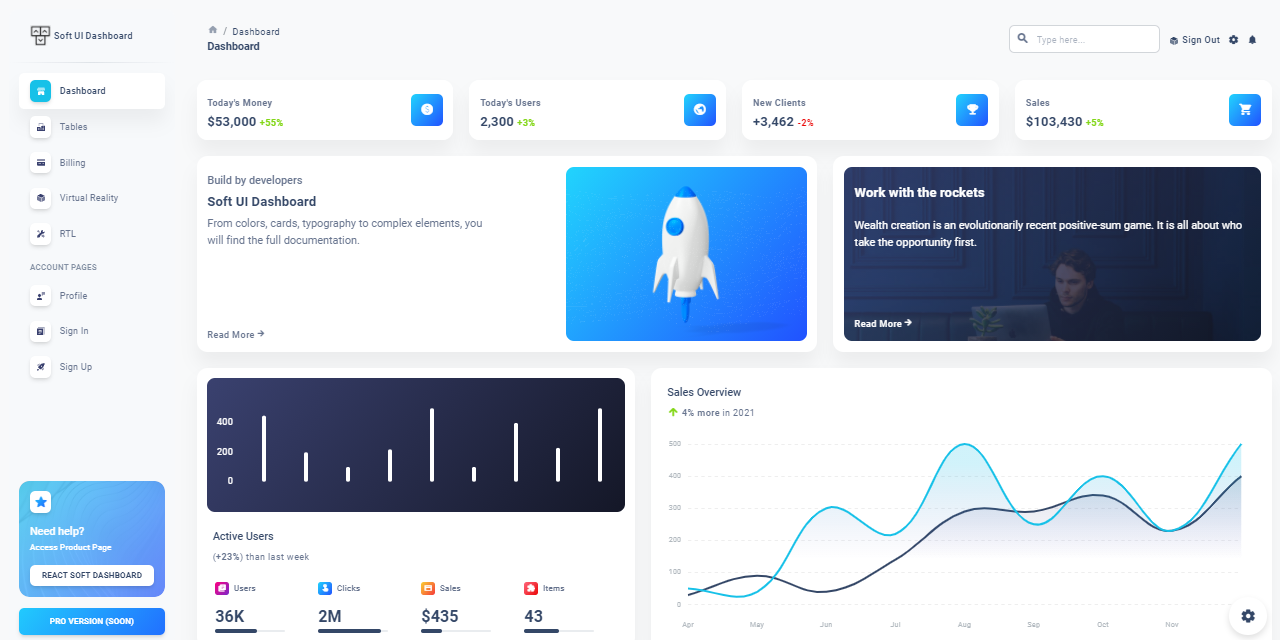 Soft UI Dashboard
Dashboard
Tables
Billing
Virtual Reality
RTL
ACCOUNT PAGES
Profile
Sign In
Sign Up
Need help?
Access Product Page
REACT SOFT DASHBOARD
PRO VERSION (SOON)
/ Dashboard
Dashboard
Type here...
Sign Out
Today's Money
$53,000 +55%
Today's Users
2,300 +3%
New Clients
+3,462 -2%
Sales
$103,430 +5%
Build by developers
Soft UI Dashboard
From colors, cards, typography to complex elements, you
will find the full documentation.
Read More
Work with the rockets
Wealth creation is an evolutionarily recent positive-sum game. It is all about who
take the opportunity first.
Read More
400
200
0
Active Users
(+23%) than last week
Users
36K
Clicks
2M
Sales
$435
Items
43
Sales Overview
4% more in 2021
500
400
300
200
100
0
Apr May Jun Jul Aug Sep Oct Nov